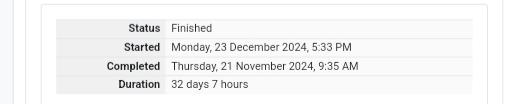 Status Finished
Started Monday, 23 December 2024, 5:33 PM
Completed Thursday, 21 November 2024, 9:35 AM
Duration 32 days 7 hours